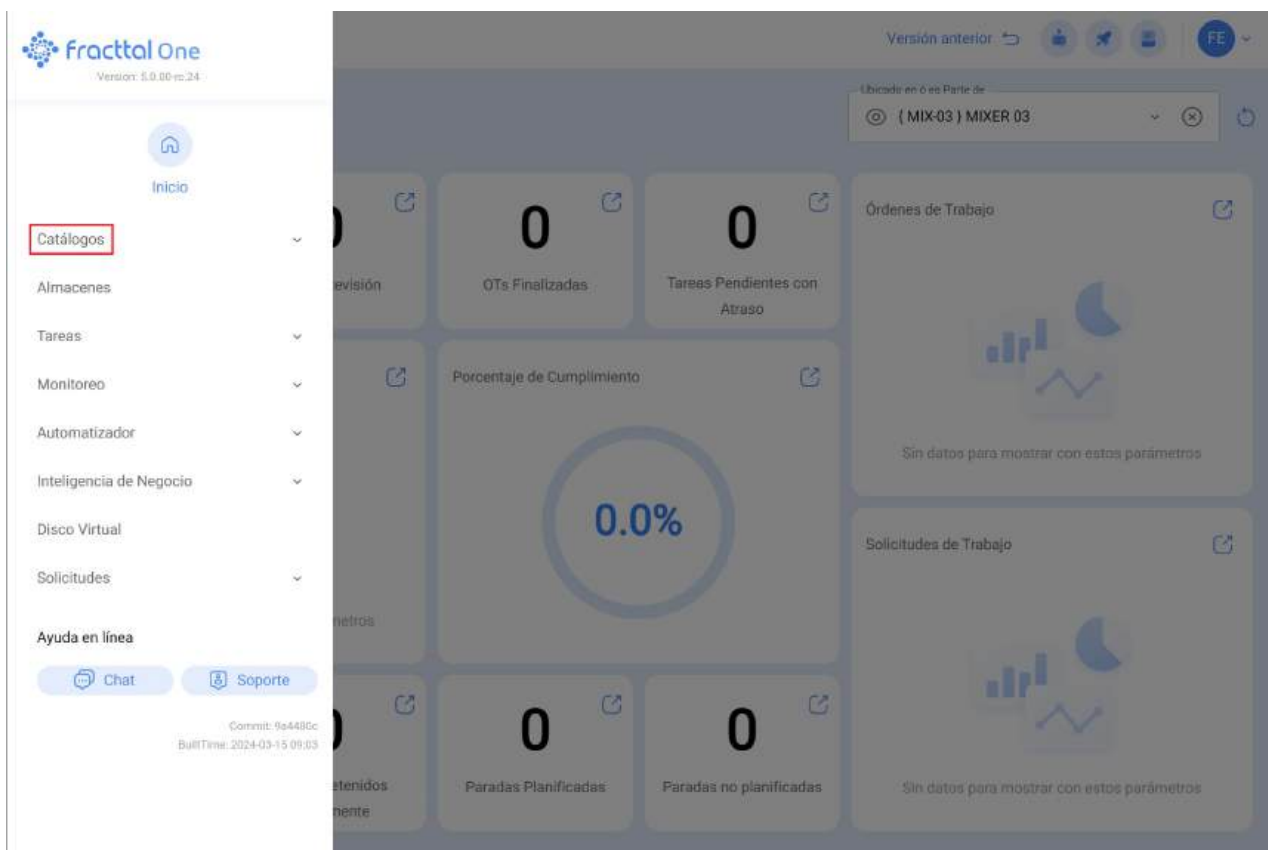 fracttal One
Version: 5.0.00-rc.24
Inicio
Catálogos
Almacenes
Tareas
Monitoreo
Automatizador
Inteligencia de Negocio
Disco Virtual
Solicitudes
Ayuda en línea
Chat
Soporte
Commit: 9a4480c
BuiltTime: 2024-03-15 09:03
Versión anterior
FE
Ubicado en ó es Parte de
{ MIX-03 } MIXER 03
evisión
0
OTs Finalizadas
0
Tareas Pendientes con
Atraso
Órdenes de Trabajo
Sin datos para mostrar con estos parámetros
Porcentaje de Cumplimiento
0.0%
Solicitudes de Trabajo
Sin datos para mostrar con estos parámetros
metros
etenidos
mente
0
Paradas Planificadas
0
Paradas no planificadas